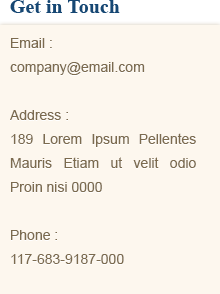 Get in Touch
Email :
company@email.com
Address :
189 Lorem Ipsum Pellentes
Mauris Etiam ut velit odio
Proin nisi 0000
Phone :
117-683-9187-000